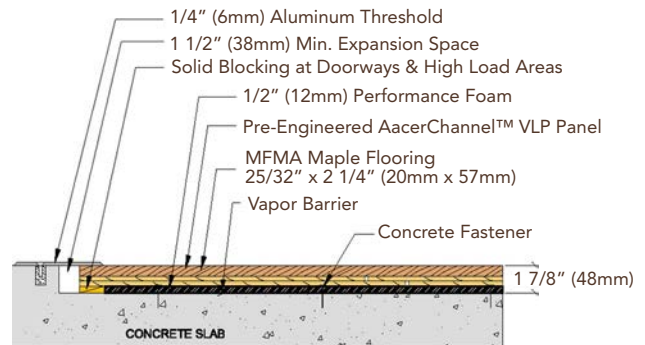 1/4” (6mm) Aluminum Threshold
1 1/2” (38mm) Min. Expansion Space
Solid Blocking at Doorways & High Load Areas
1/2” (12mm) Performance Foam
Pre-Engineered AacerChannel™ VLP Panel
MFMA Maple Flooring
25/32” x 2 1/4” (20mm x 57mm)
Vapor Barrier
Concrete Fastener
1 7/8” (48mm)
CONCRETE SLAB